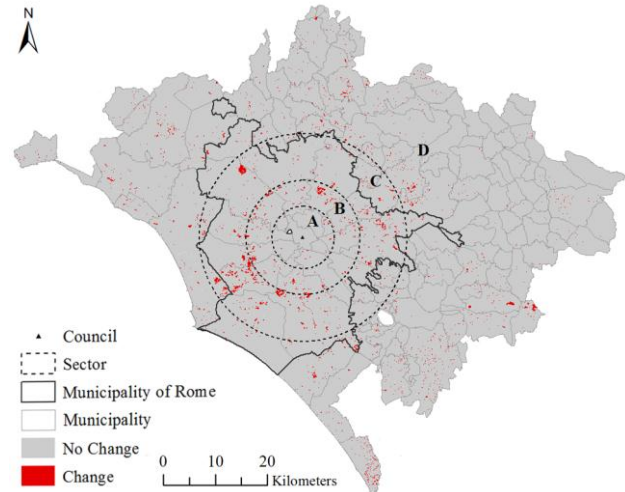 N
D
C
B
A
Council
Sector
Municipality of Rome
Municipality
No Change
Change
0 10 20
Kilometers